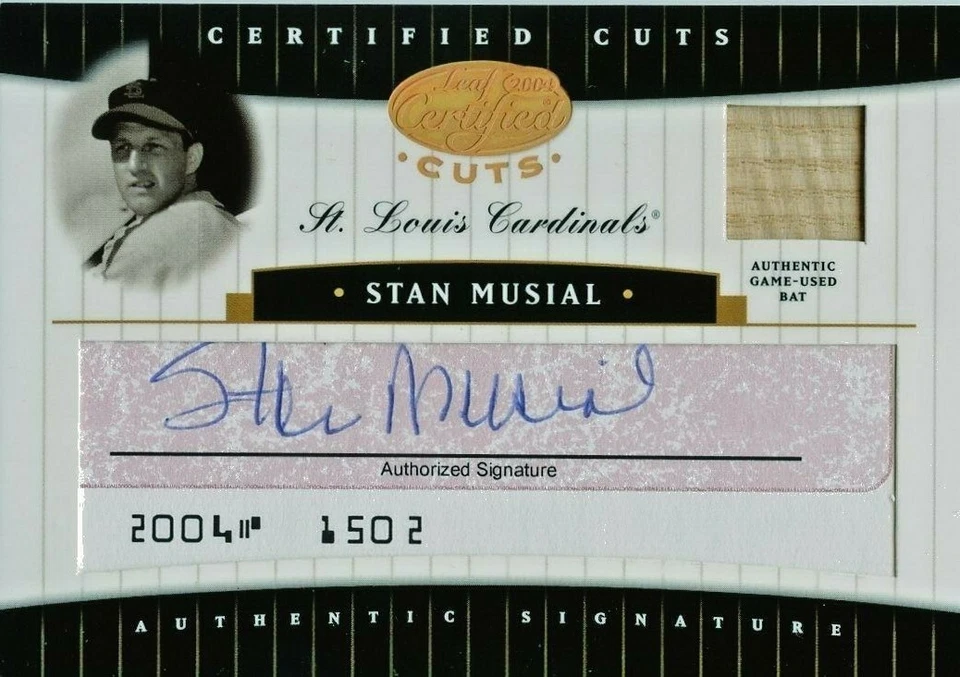 CERTIFIED CUTS
Leaf 2004
Certified
CUTS
St. Louis Cardinals®
AUTHENTIC
GAME-USED
BAT
• STAN MUSIAL •
Stan Musial
Authorized Signature
2004⑈ 1502
AUTHENTIC SIGNATURE